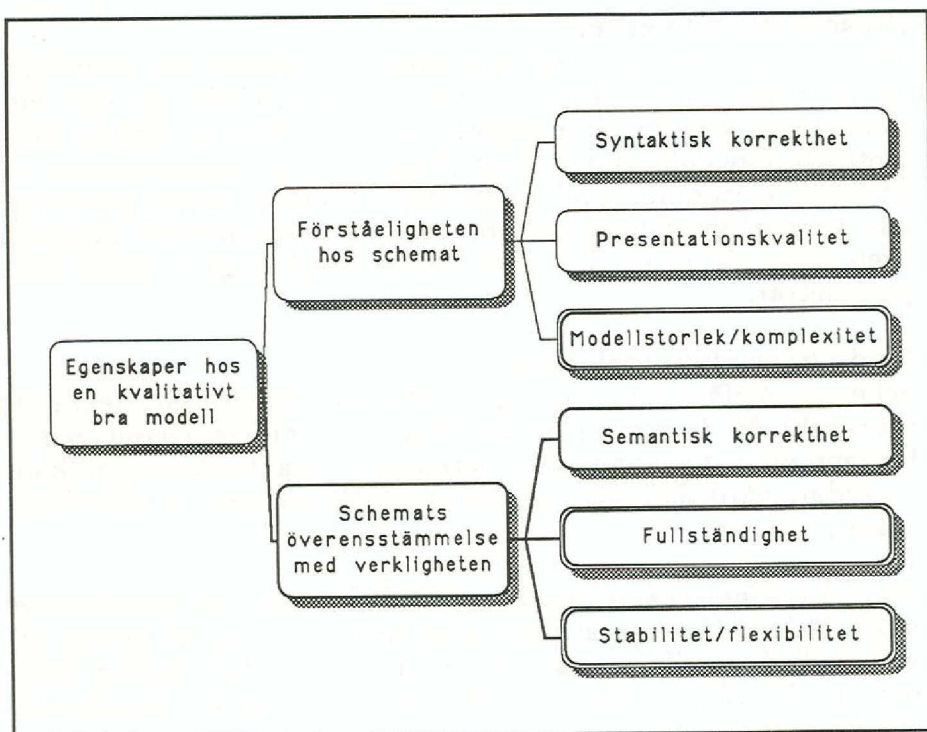 Egenskaper hos
en kvalitativt
bra modell
Förståeligheten
hos schemat
Syntaktisk korrekthet
Presentationskvalitet
Modellstorlek/komplexitet
Schemats
överensstämmelse
med verkligheten
Semantisk korrekthet
Fullständighet
Stabilitet/flexibilitet